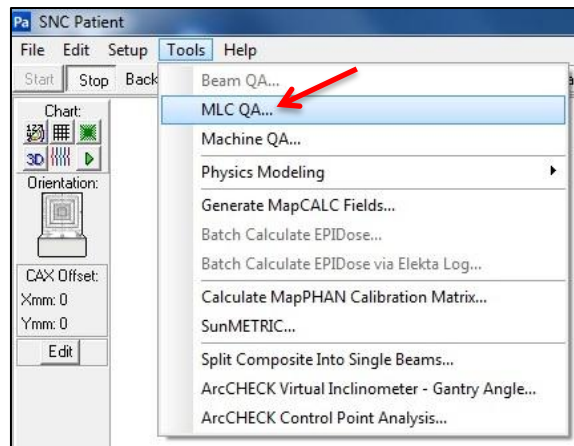 Pa SNC Patient
File Edit Setup Tools Help
Start Stop Back
Chart:
3D
Orientation:
CAX Offset:
Xmm: 0
Ymm: 0
Edit
Beam QA...
MLC QA...
Machine QA...
Physics Modeling
Generate MapCALC Fields...
Batch Calculate EPIDose...
Batch Calculate EPIDose via Elekta Log...
Calculate MapPHAN Calibration Matrix...
SunMETRIC...
Split Composite Into Single Beams...
ArcCHECK Virtual Inclinometer - Gantry Angle...
ArcCHECK Control Point Analysis...